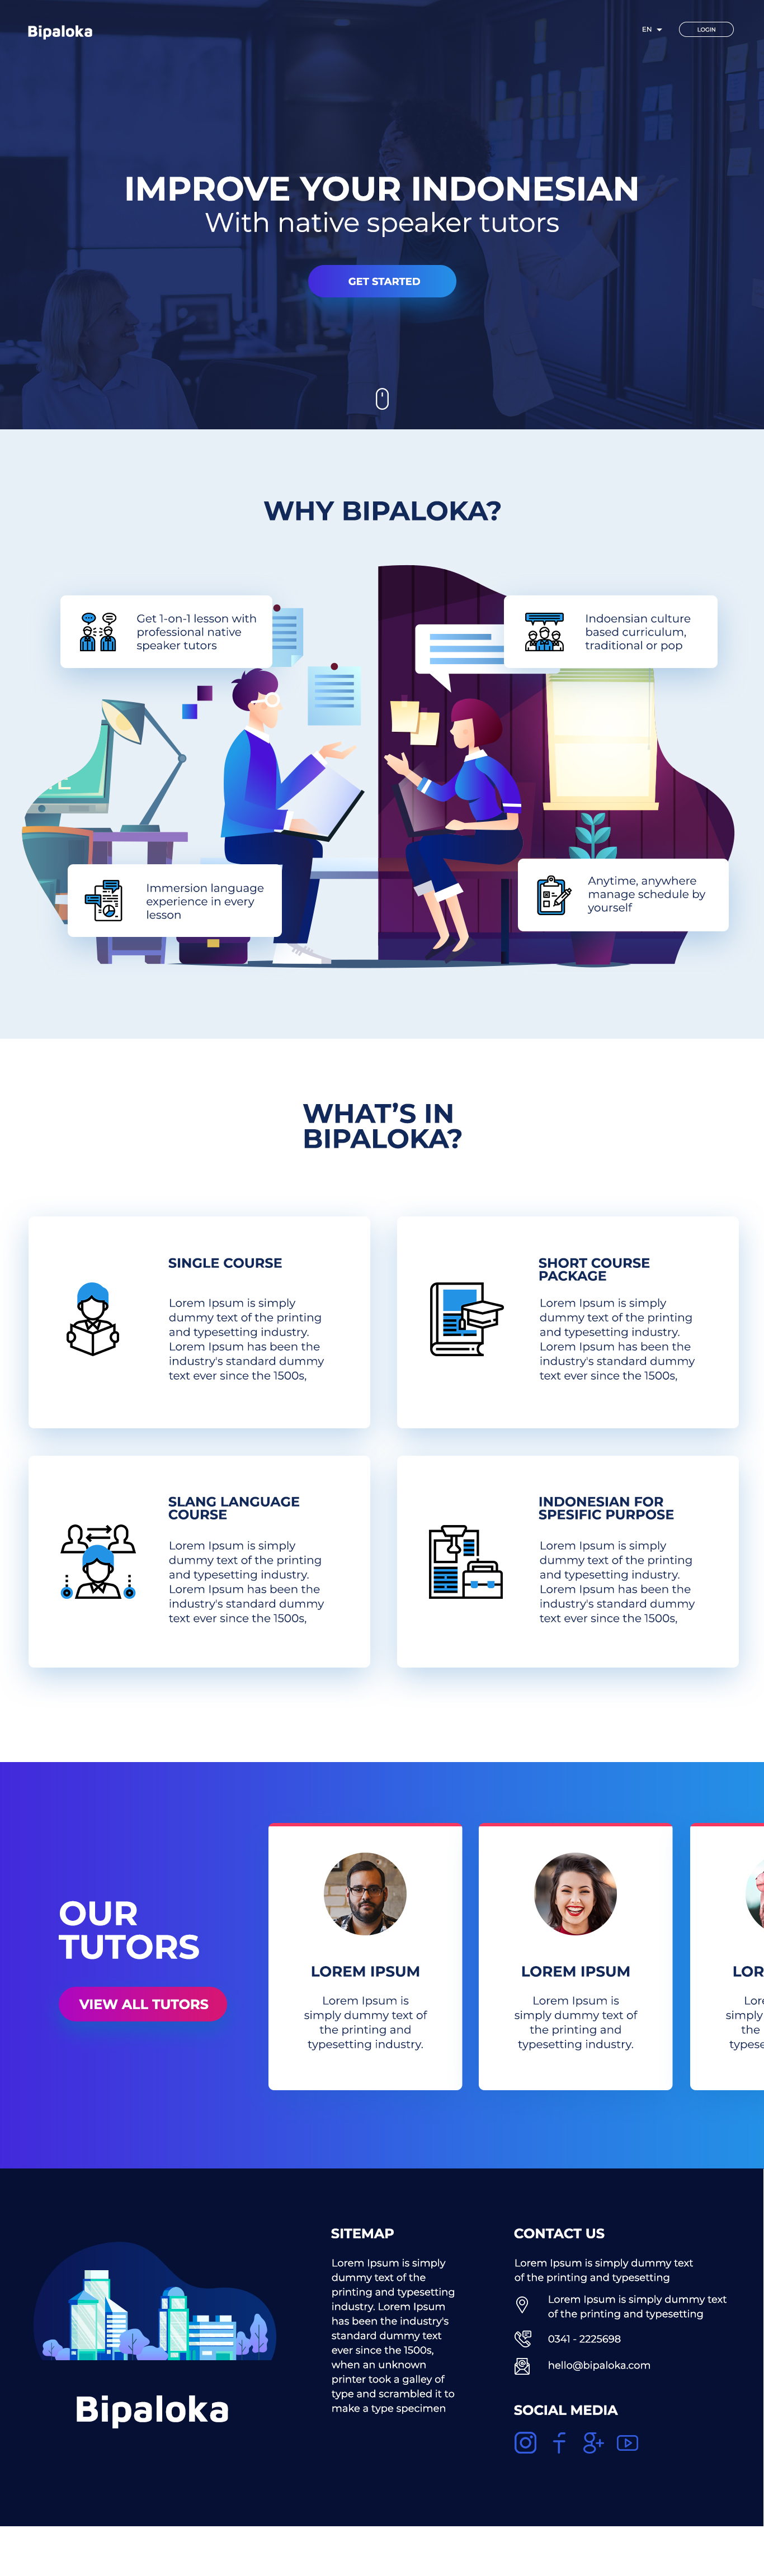 Bipaloka
EN
LOGIN
IMPROVE YOUR INDONESIAN
With native speaker tutors
GET STARTED
WHY BIPALOKA?
Get 1-on-1 lesson with
professional native
speaker tutors
Indoensian culture
based curriculum,
traditional or pop
Immersion language
experience in every
lesson
Anytime, anywhere
manage schedule by
yourself
WHAT'S IN
BIPALOKA?
SINGLE COURSE
Lorem Ipsum is simply
dummy text of the printing
and typesetting industry.
Lorem Ipsum has been the
industry's standard dummy
text ever since the 1500s,
SHORT COURSE
PACKAGE
Lorem Ipsum is simply
dummy text of the printing
and typesetting industry.
Lorem Ipsum has been the
industry's standard dummy
text ever since the 1500s,
SLANG LANGUAGE
COURSE
Lorem Ipsum is simply
dummy text of the printing
and typesetting industry.
Lorem Ipsum has been the
industry's standard dummy
text ever since the 1500s,
INDONESIAN FOR
SPESIFIC PURPOSE
Lorem Ipsum is simply
dummy text of the printing
and typesetting industry.
Lorem Ipsum has been the
industry's standard dummy
text ever since the 1500s,
OUR
TUTORS
VIEW ALL TUTORS
LOREM IPSUM
Lorem Ipsum is
simply dummy text of
the printing and
typesetting industry.
LOREM IPSUM
Lorem Ipsum is
simply dummy text of
the printing and
typesetting industry.
LOR
Lor
simply
the
typese
Bipaloka
SITEMAP
Lorem Ipsum is simply
dummy text of the
printing and typesetting
industry. Lorem Ipsum
has been the industry's
standard dummy text
ever since the 1500s,
when an unknown
printer took a galley of
type and scrambled it to
make a type specimen
CONTACT US
Lorem Ipsum is simply dummy text
of the printing and typesetting
Lorem Ipsum is simply dummy text
of the printing and typesetting
0341 - 2225698
hello@bipaloka.com
SOCIAL MEDIA